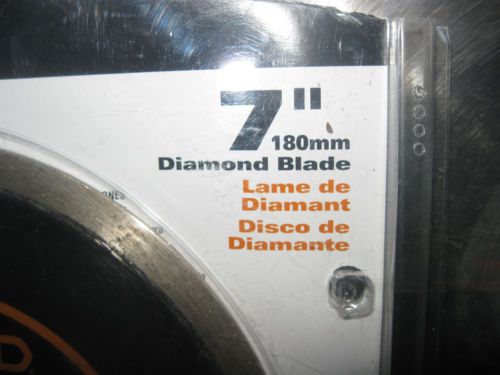 7"
180mm
Diamond Blade
Lame de
Diamant
Disco de
Diamante